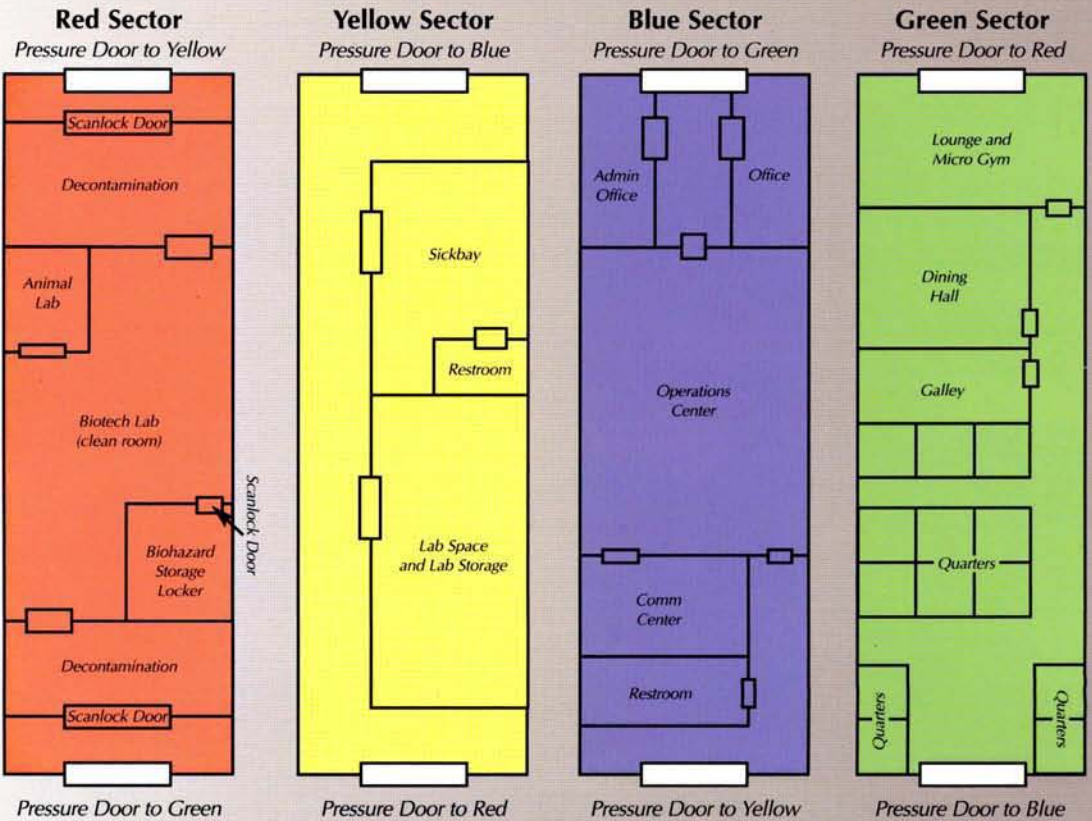 Red Sector
Pressure Door to Yellow
Scanlock Door
Decontamination
Animal
Lab
Biotech Lab
(clean room)
Scanlock Door
Biohazard
Storage
Locker
Decontamination
Scanlock Door
Pressure Door to Green
Yellow Sector
Pressure Door to Blue
Sickbay
Restroom
Lab Space
and Lab Storage
Pressure Door to Red
Blue Sector
Pressure Door to Green
Admin
Office
Office
Operations
Center
Comm
Center
Restroom
Pressure Door to Yellow
Green Sector
Pressure Door to Red
Lounge and
Micro Gym
Dining
Hall
Galley
Quarters
Quarters
Quarters
Pressure Door to Blue